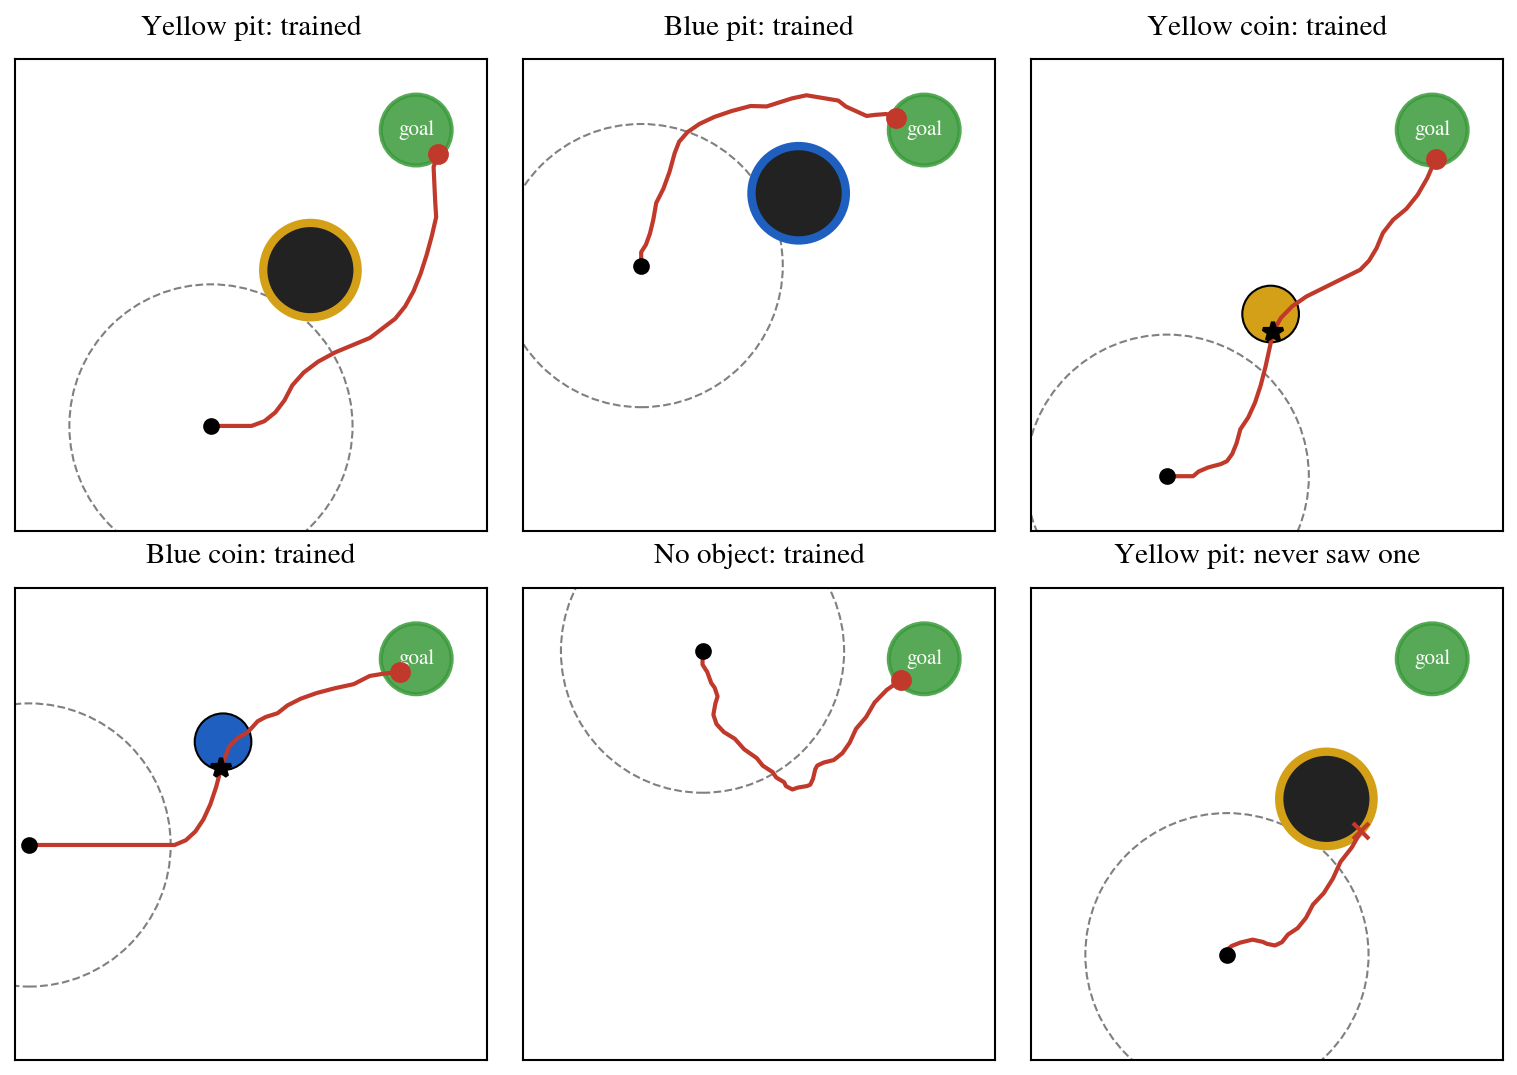 Yellow pit: trained
Blue pit: trained
Yellow coin: trained
goal
goal
goal
Blue coin: trained
No object: trained
Yellow pit: never saw one
goal
goal
goal